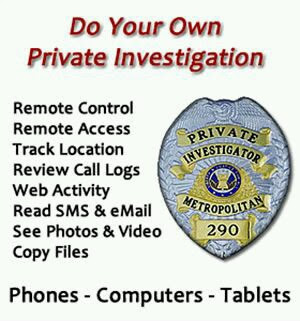 Do Your Own
Private Investigation
Remote Control
Remote Access
Track Location
Review Call Logs
Web Activity
Read SMS & eMail
See Photos & Video
Copy Files
PRIVATE
INVESTIGATOR
METROPOLITAN
290
Phones - Computers - Tablets